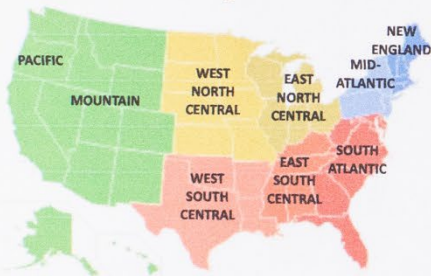 NEW
ENGLAND
PACIFIC
MID-
ATLANTIC
WEST
NORTH
CENTRAL
EAST
NORTH
CENTRAL
MOUNTAIN
SOUTH
ATLANTIC
WEST
SOUTH
CENTRAL
EAST
SOUTH
CENTRAL